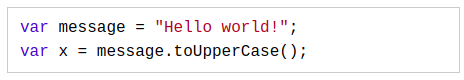 var message = "Hello world!";
var x = message.toUpperCase();